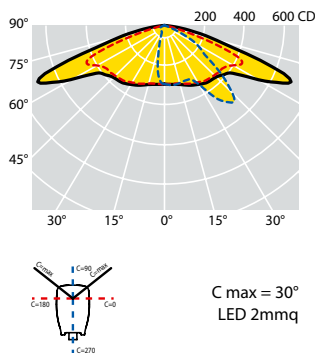 90° 200 400 600 CD
75°
60°
45°
30° 15° 0° 15° 30°
C=max C=90 C=max
C=180 C=0
C=270
C max = 30°
LED 2mmq